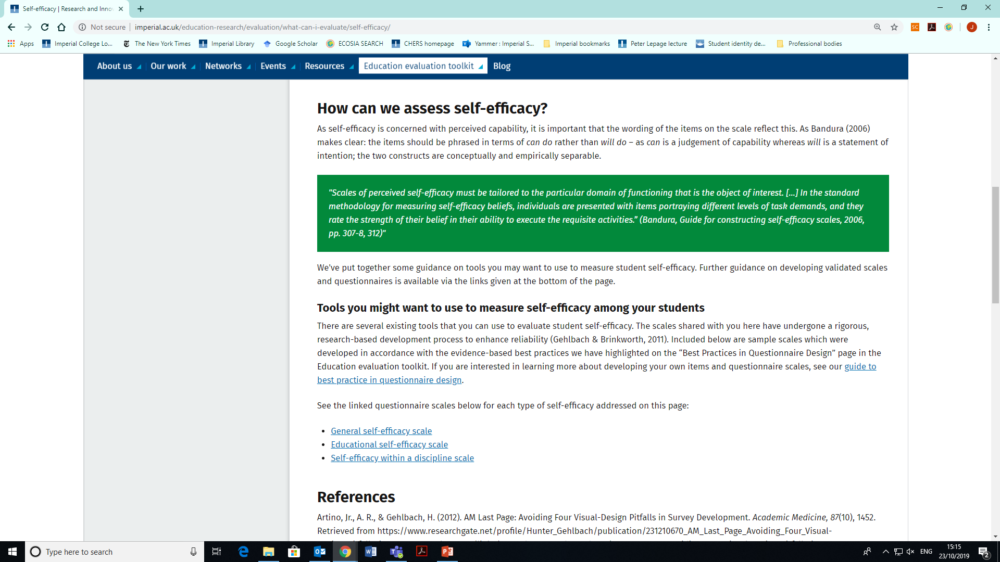 Self-efficacy | Research and Inno
Not secure
imperial.ac.uk/education-research/evaluation/what-can-i-evaluate/self-efficacy/
SC
J
Apps
Imperial College Lo...
The New York Times
Imperial Library
Google Scholar
ECOSIA SEARCH
CHERS homepage
Yammer : Imperial S...
Imperial bookmarks
Peter Lepage lecture
Student identity de...
Professional bodies
About us
Our work
Networks
Events
Resources
Education evaluation toolkit
Blog
How can we assess self-efficacy?
As self-efficacy is concerned with perceived capability, it is important that the wording of the items on the scale reflect this. As Bandura (2006)
makes clear: the items should be phrased in terms of can do rather than will do – as can is a judgement of capability whereas will is a statement of
intention; the two constructs are conceptually and empirically separable.
"Scales of perceived self-efficacy must be tailored to the particular domain of functioning that is the object of interest. [...] In the standard
methodology for measuring self-efficacy beliefs, individuals are presented with items portraying different levels of task demands, and they
rate the strength of their belief in their ability to execute the requisite activities.” (Bandura, Guide for constructing self-efficacy scales, 2006,
pp. 307-8, 312)"
We've put together some guidance on tools you may want to use to measure student self-efficacy. Further guidance on developing validated scales
and questionnaires is available via the links given at the bottom of the page.
Tools you might want to use to measure self-efficacy among your students
There are several existing tools that you can use to evaluate student self-efficacy. The scales shared with you here have undergone a rigorous,
research-based development process to enhance reliability (Gehlbach & Brinkworth, 2011). Included below are sample scales which were
developed in accordance with the evidence-based best practices we have highlighted on the “Best Practices in Questionnaire Design” page in the
Education evaluation toolkit. If you are interested in learning more about developing your own items and questionnaire scales, see our guide to
best practice in questionnaire design.
See the linked questionnaire scales below for each type of self-efficacy addressed on this page:
• General self-efficacy scale
• Educational self-efficacy scale
• Self-efficacy within a discipline scale
References
Artino, Jr., A. R., & Gehlbach, H. (2012). AM Last Page: Avoiding Four Visual-Design Pitfalls in Survey Development. Academic Medicine, 87(10), 1452.
Retrieved from https://www.researchgate.net/profile/Hunter_Gehlbach/publication/231210670_AM_Last_Page_Avoiding_Four_Visual-
Type here to search
ENG
15:15
23/10/2019
2